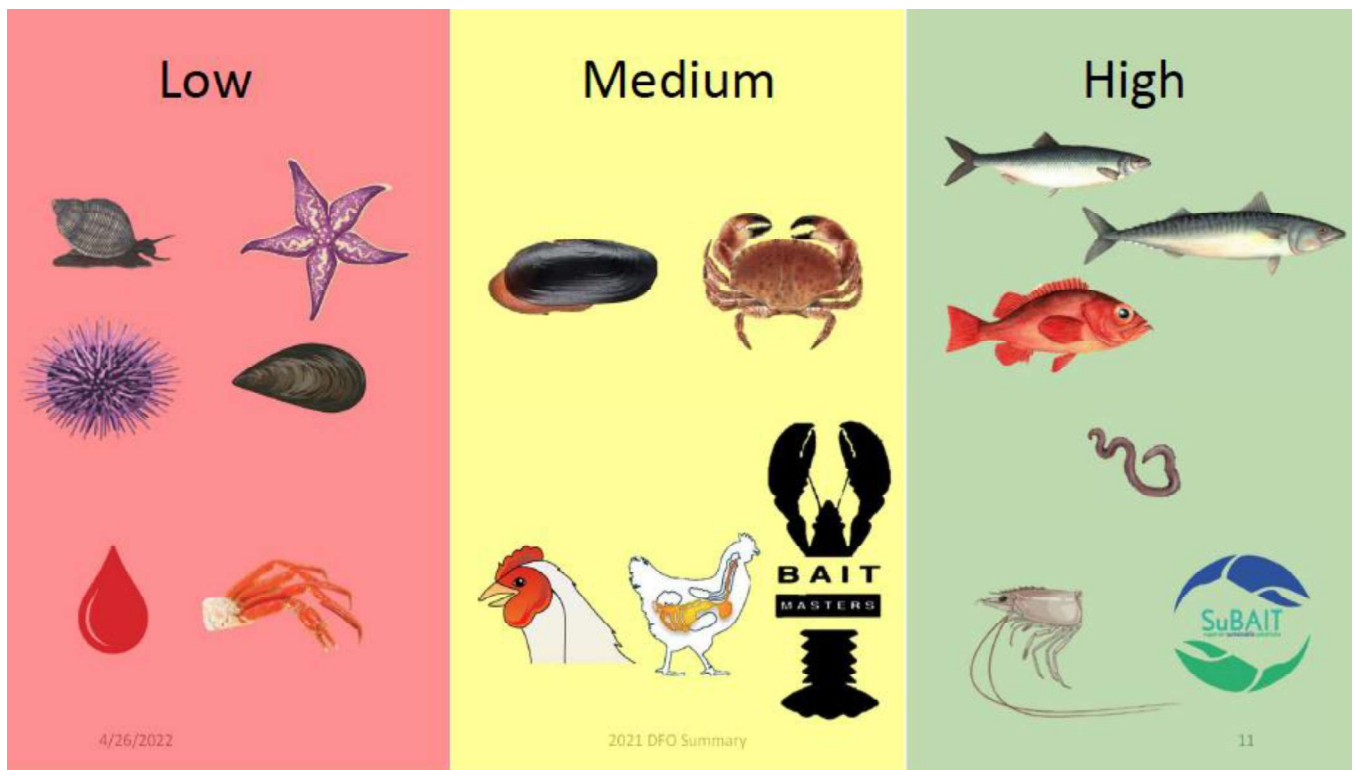 Low
Medium
High
BAIT
MASTERS
SuBAIT
4/26/2022
2021 DFO Summary
11